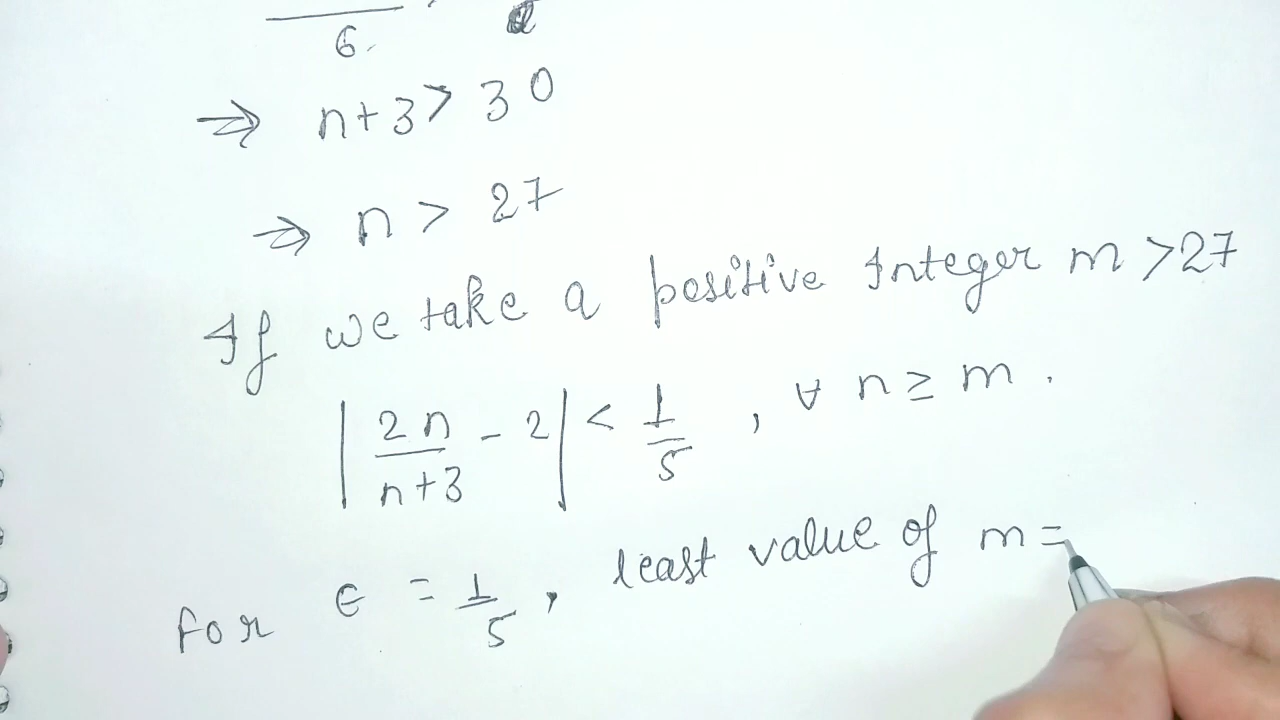 6
⇒ n+3 > 30
⇒ n > 27
If we take a positive Integer m > 27
| 2n/n+3 - 2 | < 1/5 , ∀ n ≥ m .
For ϵ = 1/5 , least value of m =